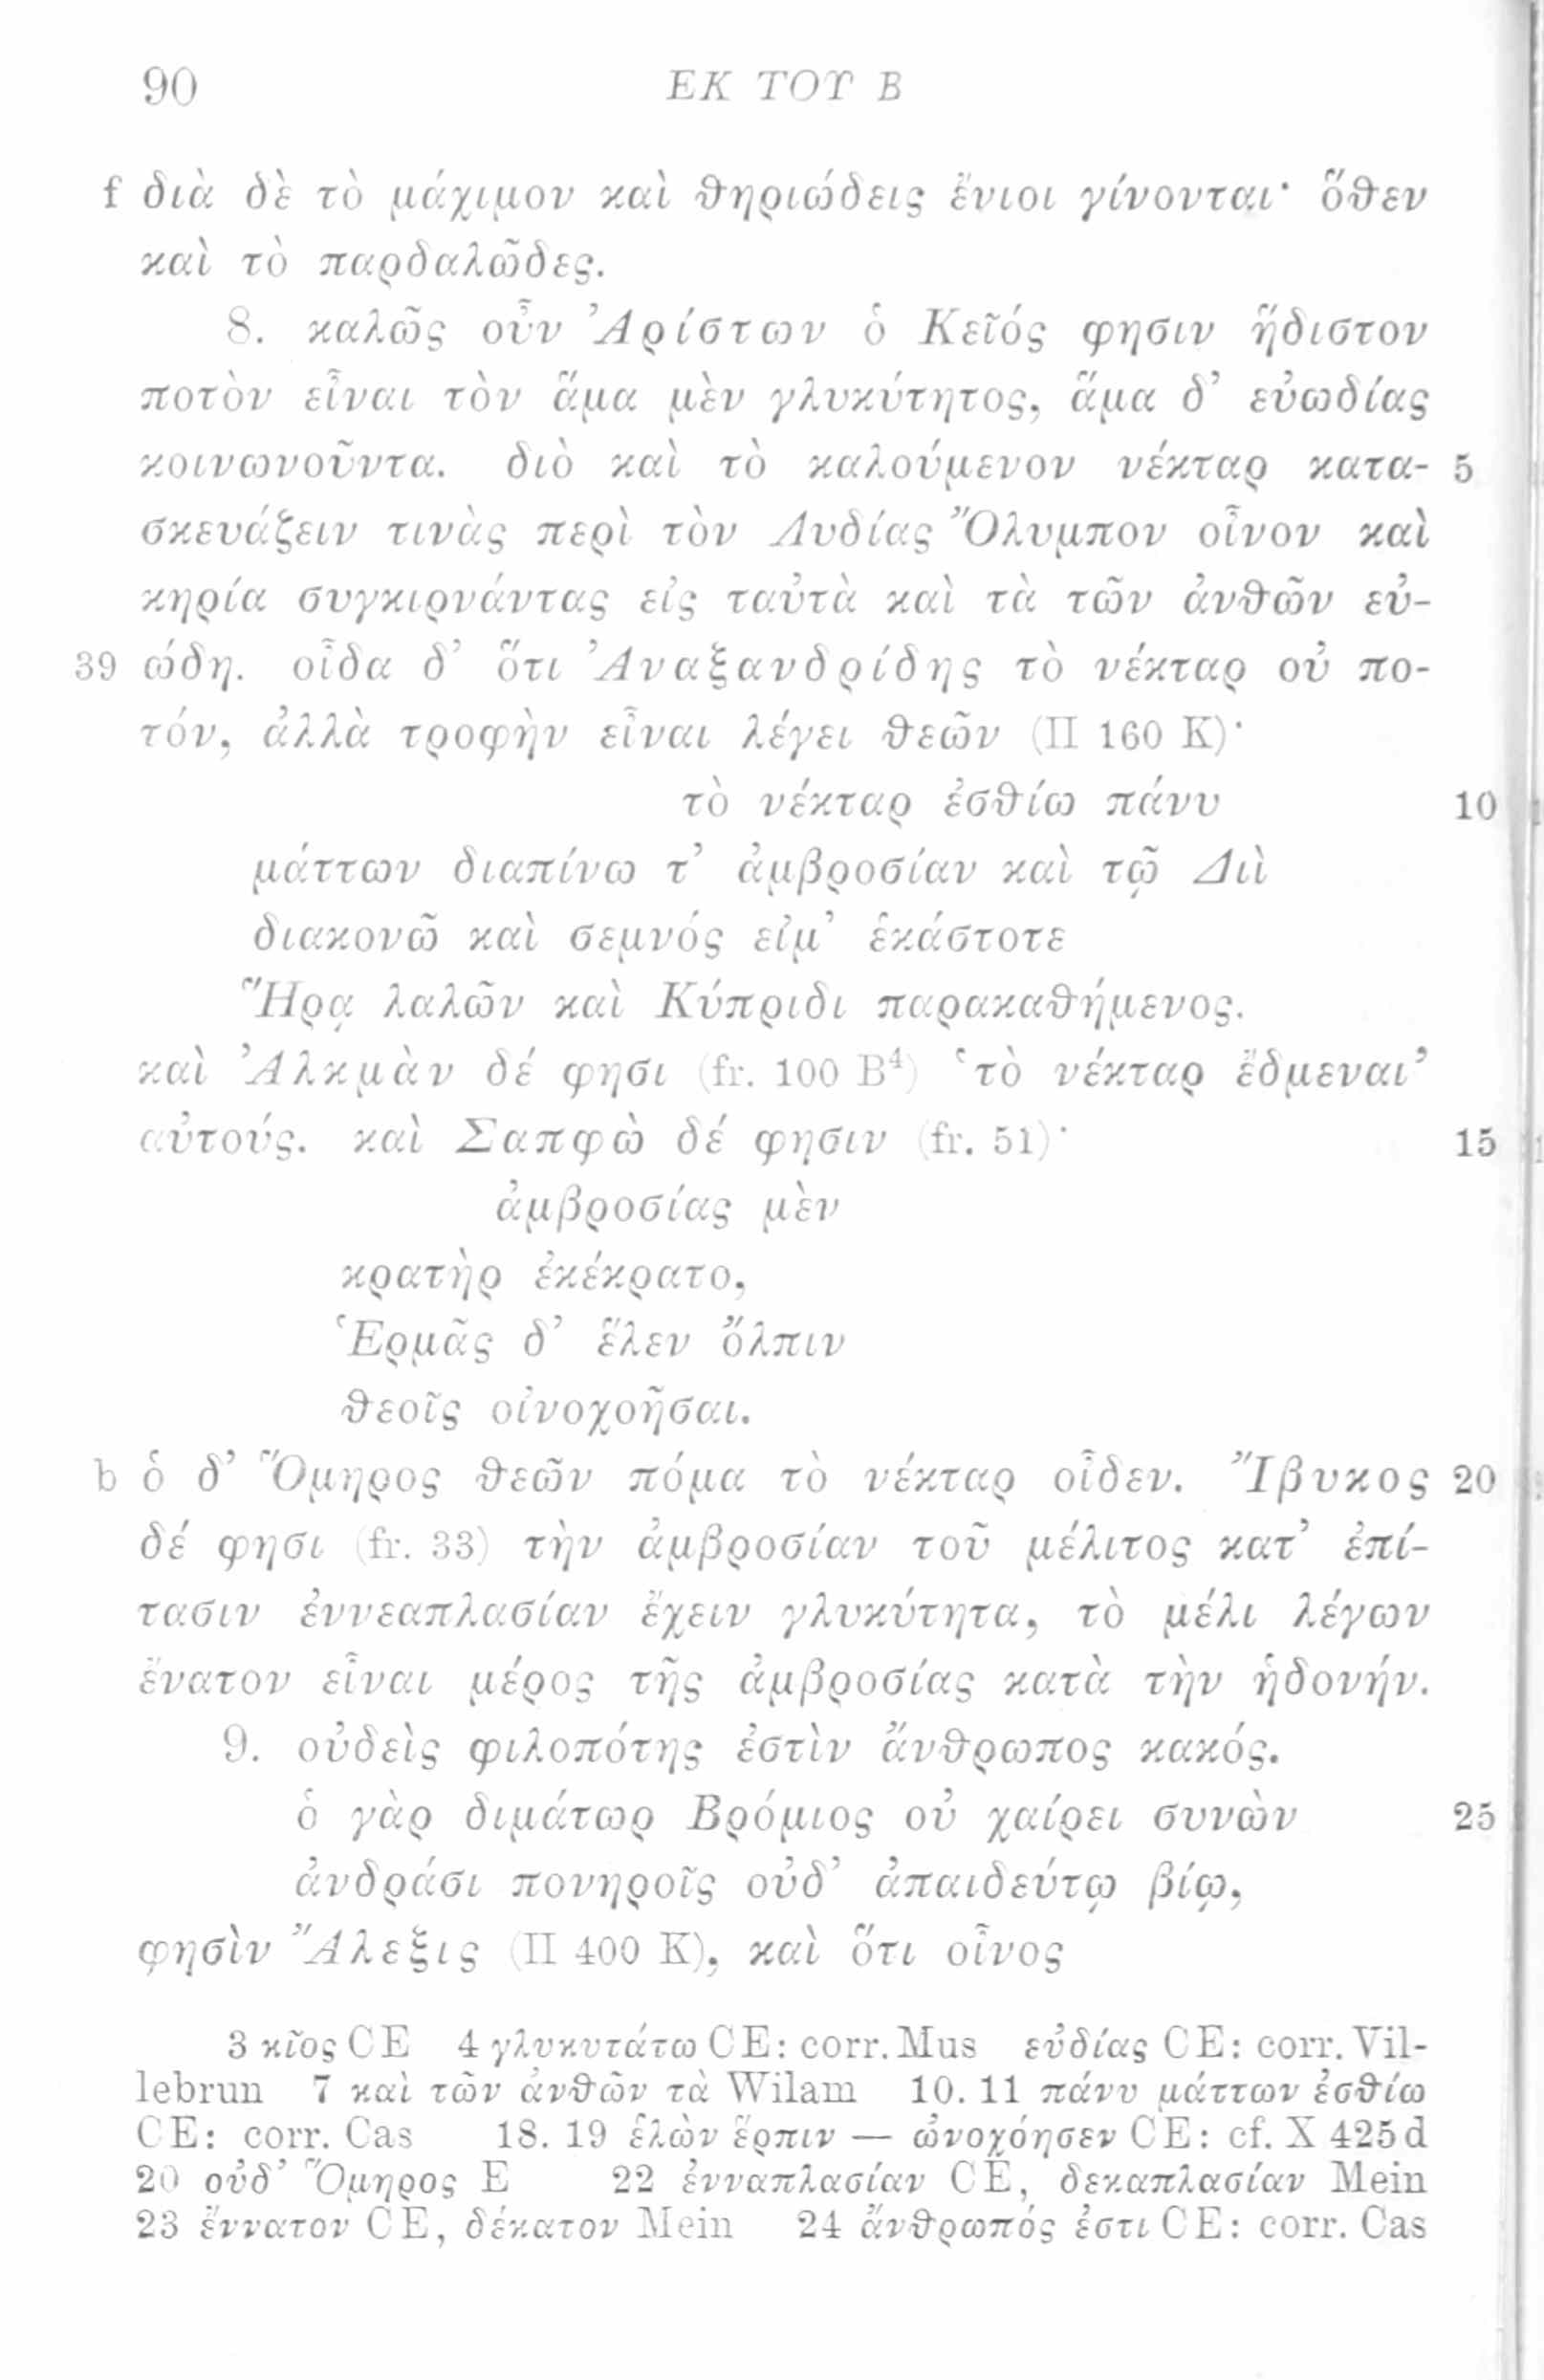 90 ΕΚ ΤΟΥ Β
f διὰ δὲ τὸ μάχιμον καὶ θηριώδεις ἔνιοι γίνονται· ὅθεν
καὶ τὸ παρδαλῶδες.
8. καλῶς οὖν Ἀρίστων ὁ Κεῖός φησιν ἥδιστον
ποτὸν εἶναι τὸν ἅμα μὲν γλυκύτητος, ἅμα δ’ εὐωδίας
κοινωνοῦντα. διὸ καὶ τὸ καλούμενον νέκταρ κατα- 5
σκευάζειν τινὰς περὶ τὸν Λυδίας Ὄλυμπον οἶνον καὶ
κηρία συγκιρνάντας εἰς ταὐτὰ καὶ τὰ τῶν ἀνθῶν εὐ-
39 ώδη. οἶδα δ’ ὅτι Ἀναξανδρίδης τὸ νέκταρ οὐ πο-
τόν, ἀλλὰ τροφὴν εἶναι λέγει θεῶν (II 160 K)·
τὸ νέκταρ ἐσθίω πάνυ 10
μάττων διαπίνω τ’ ἀμβροσίαν καὶ τῷ Διὶ
διακονῶ καὶ σεμνός εἰμ’ ἑκάστοτε
Ἥρᾳ λαλῶν καὶ Κύπριδι παρακαθήμενος.
καὶ Ἀλκμὰν δέ φησι (fr. 100 B⁴) ‘τὸ νέκταρ ἔδμεναι’
αὐτούς. καὶ Σαπφὼ δέ φησιν (fr. 51)· 15
ἀμβροσίας μὲν
κρατὴρ ἐκέκρατο,
Ἑρμᾶς δ’ ἕλεν ὄλπιν
θεοῖς οἰνοχοῆσαι.
b ὁ δ’ Ὅμηρος θεῶν πόμα τὸ νέκταρ οἶδεν. Ἴβυκος 20
δέ φησι (fr. 33) τὴν ἀμβροσίαν τοῦ μέλιτος κατ’ ἐπί-
τασιν ἐννεαπλασίαν ἔχειν γλυκύτητα, τὸ μέλι λέγων
ἔνατον εἶναι μέρος τῆς ἀμβροσίας κατὰ τὴν ἡδονήν.
9. οὐδεὶς φιλοπότης ἐστὶν ἄνθρωπος κακός.
ὁ γὰρ διμάτωρ Βρόμιος οὐ χαίρει συνὼν 25
ἀνδράσι πονηροῖς οὐδ’ ἀπαιδεύτῳ βίῳ,
φησὶν Ἄλεξις (II 400 K), καὶ ὅτι οἶνος
3 κῖος CE 4 γλυκυτάτω CE: corr. Mus εὐδίας CE: corr. Vil-
lebrun 7 καὶ τῶν ἀνθῶν τὰ Wilam 10. 11 πάνυ μάττων ἐσθίω
CE: corr. Cas 18. 19 ἑλὼν ἕρπιν — ᾠνοχόησεν CE: cf. X 425 d
20 οὐδ’ Ὅμηρος E 22 ἐνναπλασίαν CE, δεκαπλασίαν Mein
23 ἔννατον CE, δέκατον Mein 24 ἄνθρωπός ἐστι CE: corr. Cas